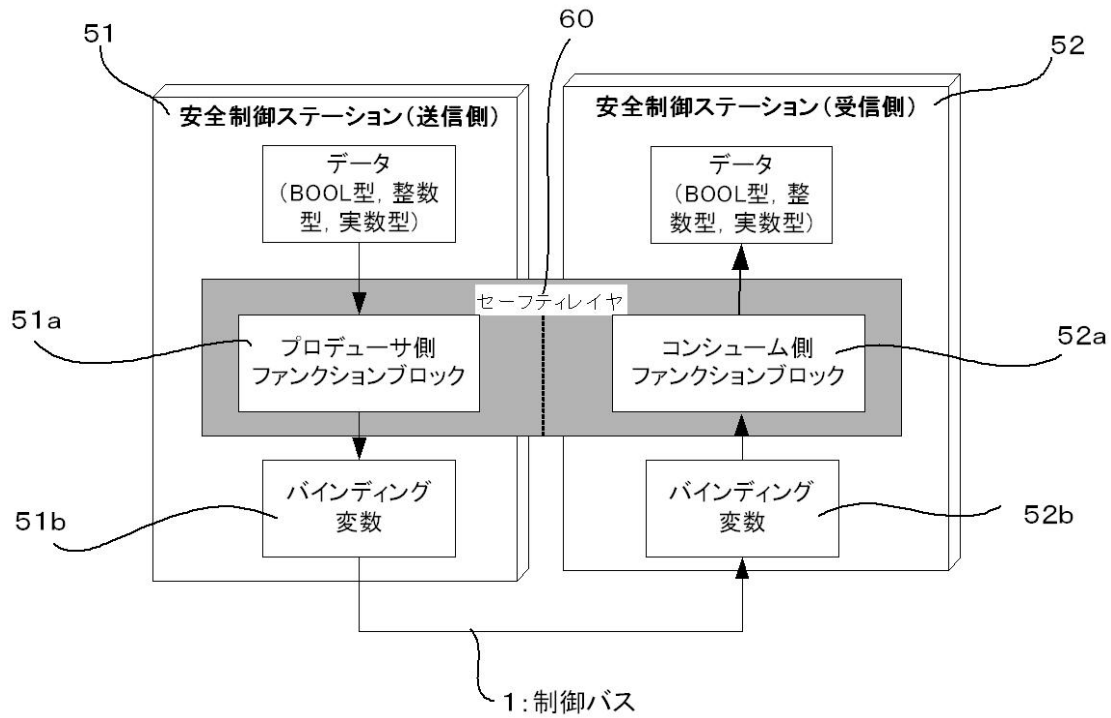 60
51
52
安全制御ステーション(送信側)
安全制御ステーション(受信側)
データ
(BOOL型, 整数
型, 実数型)
データ
(BOOL型, 整
数型, 実数型)
セーフティレイヤ
51a
プロデューサ側
ファンクションブロック
コンシューム側
ファンクションブロック
52a
51b
バインディング
変数
バインディング
変数
52b
1:制御バス